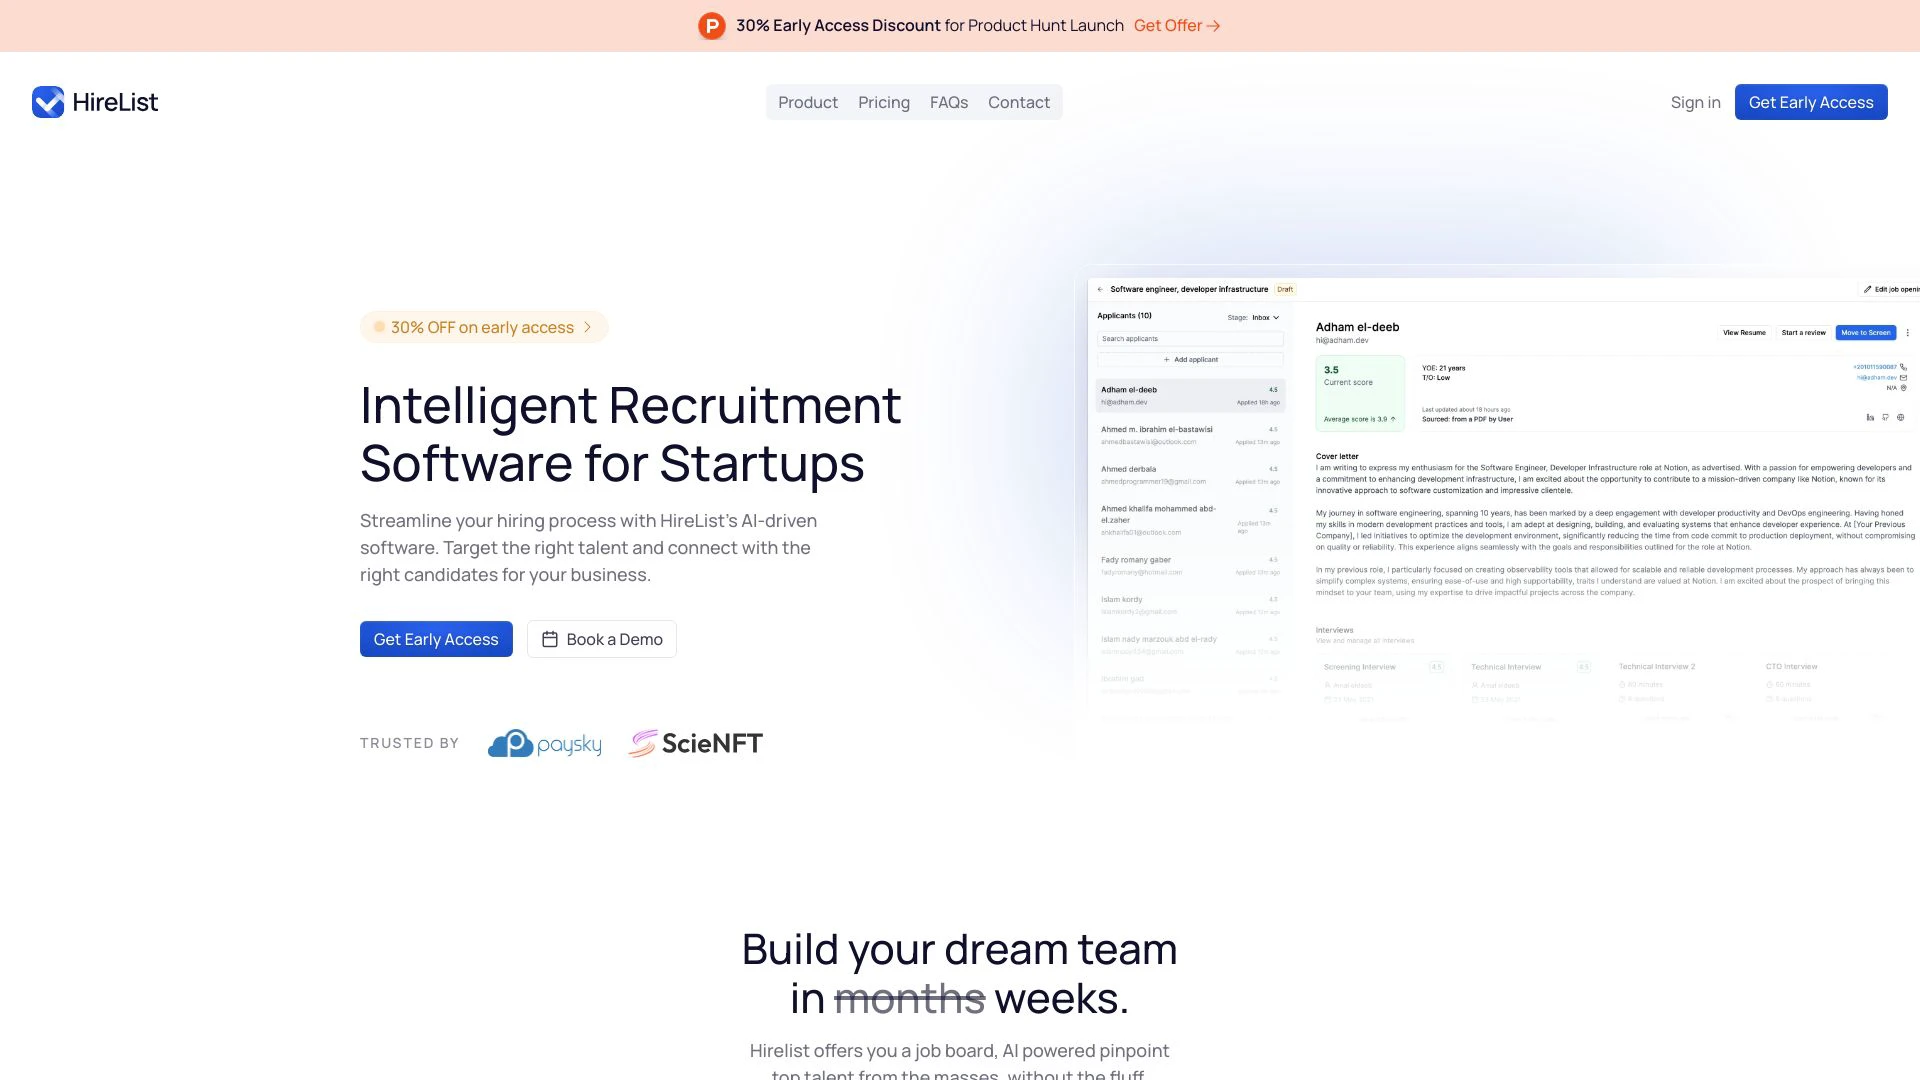 30% Early Access Discount for Product Hunt Launch Get Offer →
HireList
Product Pricing FAQs Contact
Sign in
Get Early Access
30% OFF on early access
Intelligent Recruitment
Software for Startups
Streamline your hiring process with HireList's AI-driven
software. Target the right talent and connect with the
right candidates for your business.
Get Early Access
Book a Demo
TRUSTED BY
paysky
ScieNFT
Software engineer, developer infrastructure Draft
Edit job openin
Applicants (10)
Stage: Inbox
Search applicants
+ Add applicant
Adham el-deeb 4.5
hi@adham.dev Applied 18h ago
Ahmed m. ibrahim el-bastawisi 4.5
ahmedbastawisi@outlook.com Applied 13m ago
Ahmed derbala 4.5
ahmedprogrammer19@gmail.com Applied 13m ago
Ahmed khalifa mohammed abd-
el.zaher 4.5
ankhalifa01@outlook.com Applied 13m
ago
Fady romany gaber 4.5
fadyromany@hotmail.com Applied 13m ago
Islam kordy 4.5
islamkordy2@gmail.com Applied 13m ago
Islam nady marzouk abd el-rady 4.5
Ibrahim gad 4.5
Adham el-deeb
hi@adham.dev
View Resume
Start a review
Move to Screen
3.5
Current score
Average score is 3.9 ↑
YOE: 21 years
T/O: Low
Last updated about 18 hours ago
Sourced: from a PDF by User
+201011590087
hi@adham.dev
N/A
Cover letter
I am writing to express my enthusiasm for the Software Engineer, Developer Infrastructure role at Notion, as advertised. With a passion for empowering developers and
a commitment to enhancing development infrastructure, I am excited about the opportunity to contribute to a mission-driven company like Notion, known for its
innovative approach to software customization and impressive clientele.
My journey in software engineering, spanning 10 years, has been marked by a deep engagement with developer productivity and DevOps engineering. Having honed
my skills in modern development practices and tools, I am adept at designing, building, and evaluating systems that enhance developer experience. At [Your Previous
Company], I led initiatives to optimize the development environment, significantly reducing the time from code commit to production deployment, without compromising
on quality or reliability. This experience aligns seamlessly with the goals and responsibilities outlined for the role at Notion.
In my previous role, I particularly focused on creating observability tools that allowed for scalable and reliable development processes. My approach has always been to
simplify complex systems, ensuring ease-of-use and high supportability, traits I understand are valued at Notion. I am excited about the prospect of bringing this
mindset to your team, using my expertise to drive impactful projects across the company.
Interviews
View and manage all interviews
Screening Interview 4.5
Technical Interview 4.5
Technical Interview 2
CTO Interview
Build your dream team
in months weeks.
Hirelist offers you a job board, AI powered pinpoint
top talent from the masses, without the fluff.